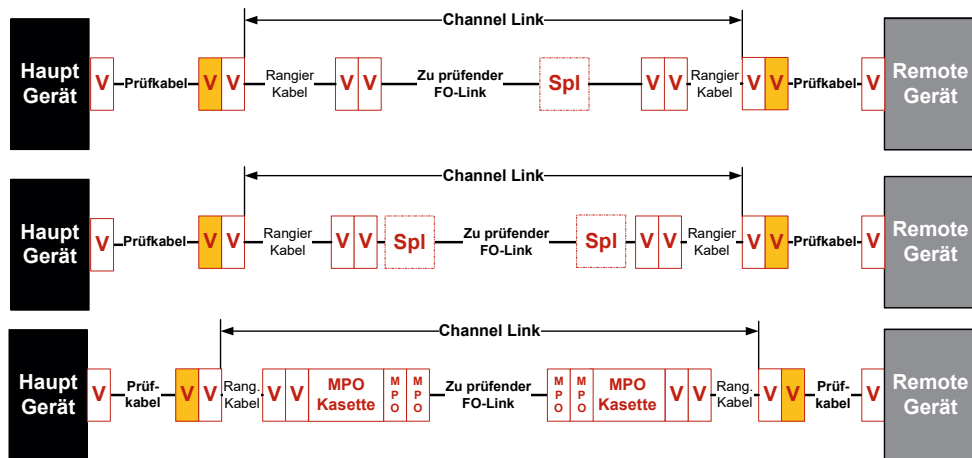 Channel Link
Haupt
Gerät
V
Prüfkabel
V V
Rangier
Kabel
V V
Zu prüfender
FO-Link
Spl
V V
Rangier
Kabel
V V
Prüfkabel
V
Remote
Gerät
Channel Link
Haupt
Gerät
V
Prüfkabel
V V
Rangier
Kabel
V V
Spl
Zu prüfender
FO-Link
Spl
V V
Rangier
Kabel
V V
Prüfkabel
V
Remote
Gerät
Channel Link
Haupt
Gerät
V
Prüf-
kabel
V V
Rang.
Kabel
V V
MPO
Kasette
MPO
MPO
Zu prüfender
FO-Link
MPO
MPO
MPO
Kasette
V V
Rang.
Kabel
V V
Prüf-
kabel
V
Remote
Gerät